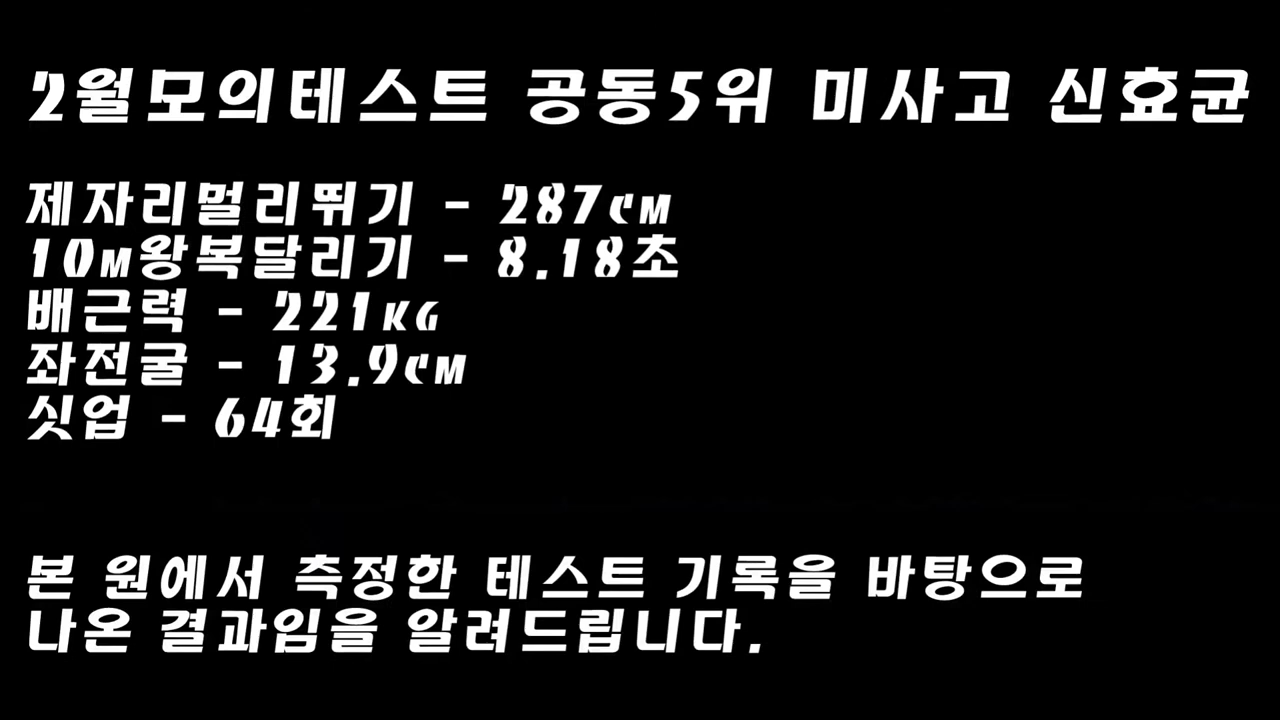 2월모의테스트 공동5위 미사고 신효균
제자리멀리뛰기 - 287cm
10m왕복달리기 - 8.18초
배근력 - 221kg
좌전굴 - 13.9cm
싯업 - 64회
본 원에서 측정한 테스트 기록을 바탕으로
나온 결과임을 알려드립니다.